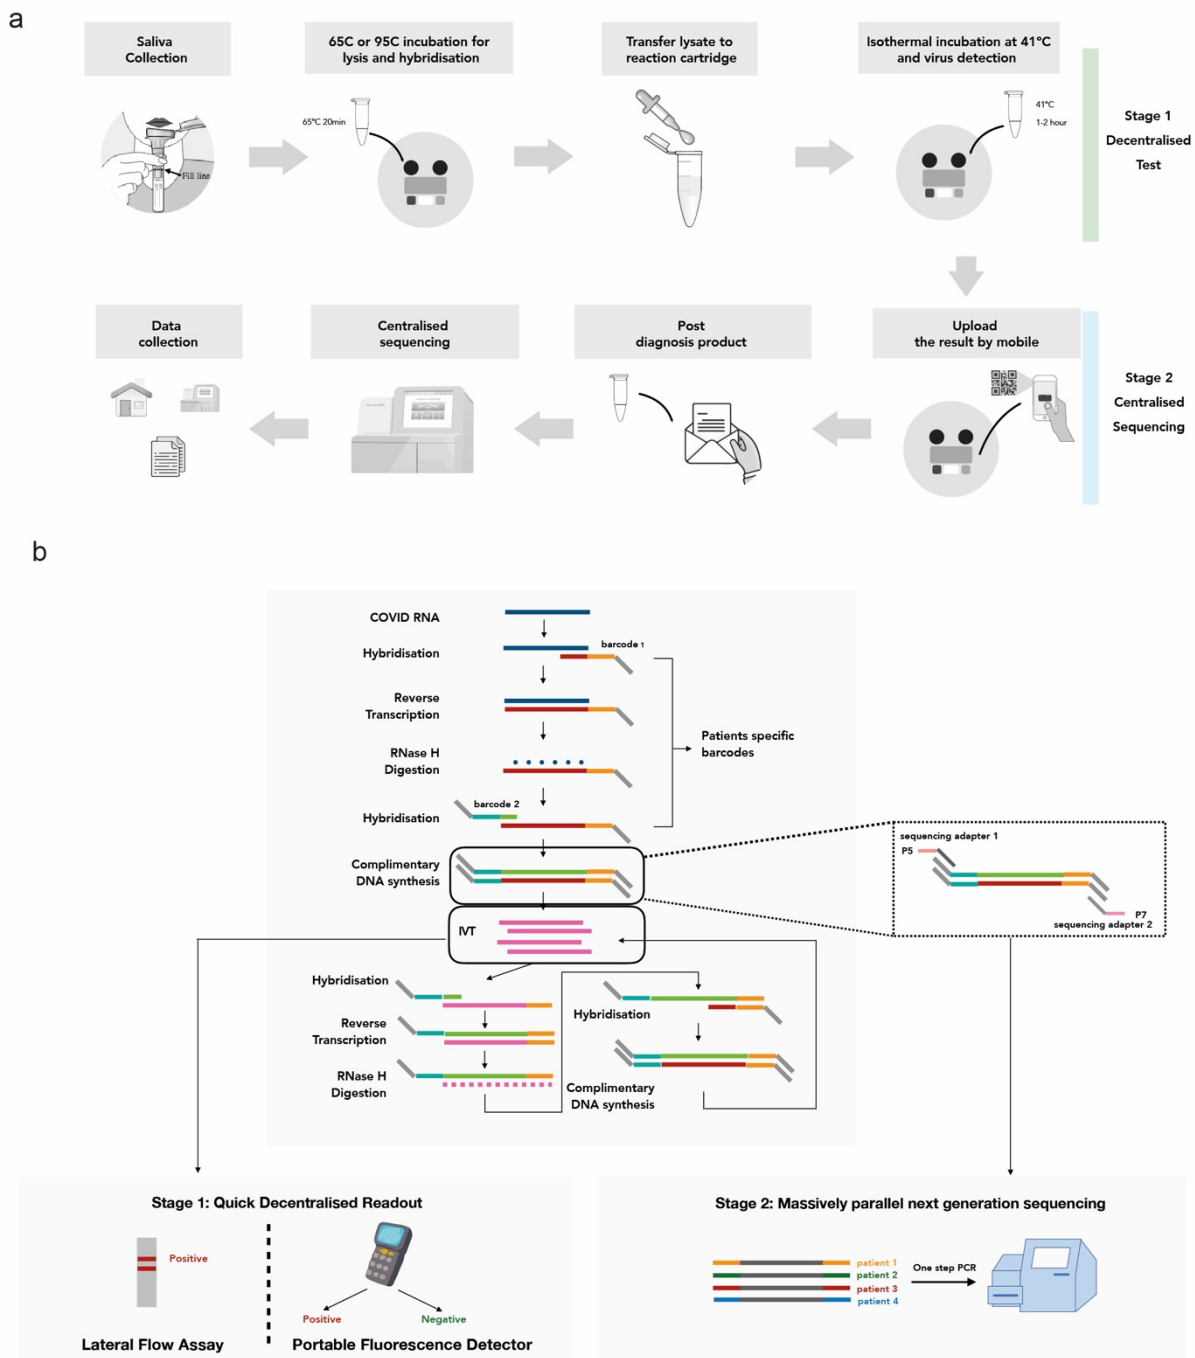 a
Saliva
Collection
65C or 95C incubation for
lysis and hybridisation
Transfer lysate to
reaction cartridge
Isothermal incubation at 41°C
and virus detection
Fill line
65°C 20min
41°C
1-2 hour
Stage 1
Decentralised
Test
Data
collection
Centralised
sequencing
Post
diagnosis product
Upload
the result by mobile
Stage 2
Centralised
Sequencing
b
COVID RNA
Hybridisation
barcode 1
Reverse
Transcription
RNase H
Digestion
Patients specific
barcodes
Hybridisation
barcode 2
Complimentary
DNA synthesis
sequencing adapter 1
P5
P7
sequencing adapter 2
IVT
Hybridisation
Reverse
Transcription
RNase H
Digestion
Hybridisation
Complimentary
DNA synthesis
Stage 1: Quick Decentralised Readout
Positive
Positive
Negative
Lateral Flow Assay
Portable Fluorescence Detector
Stage 2: Massively parallel next generation sequencing
patient 1
patient 2
patient 3
patient 4
One step PCR